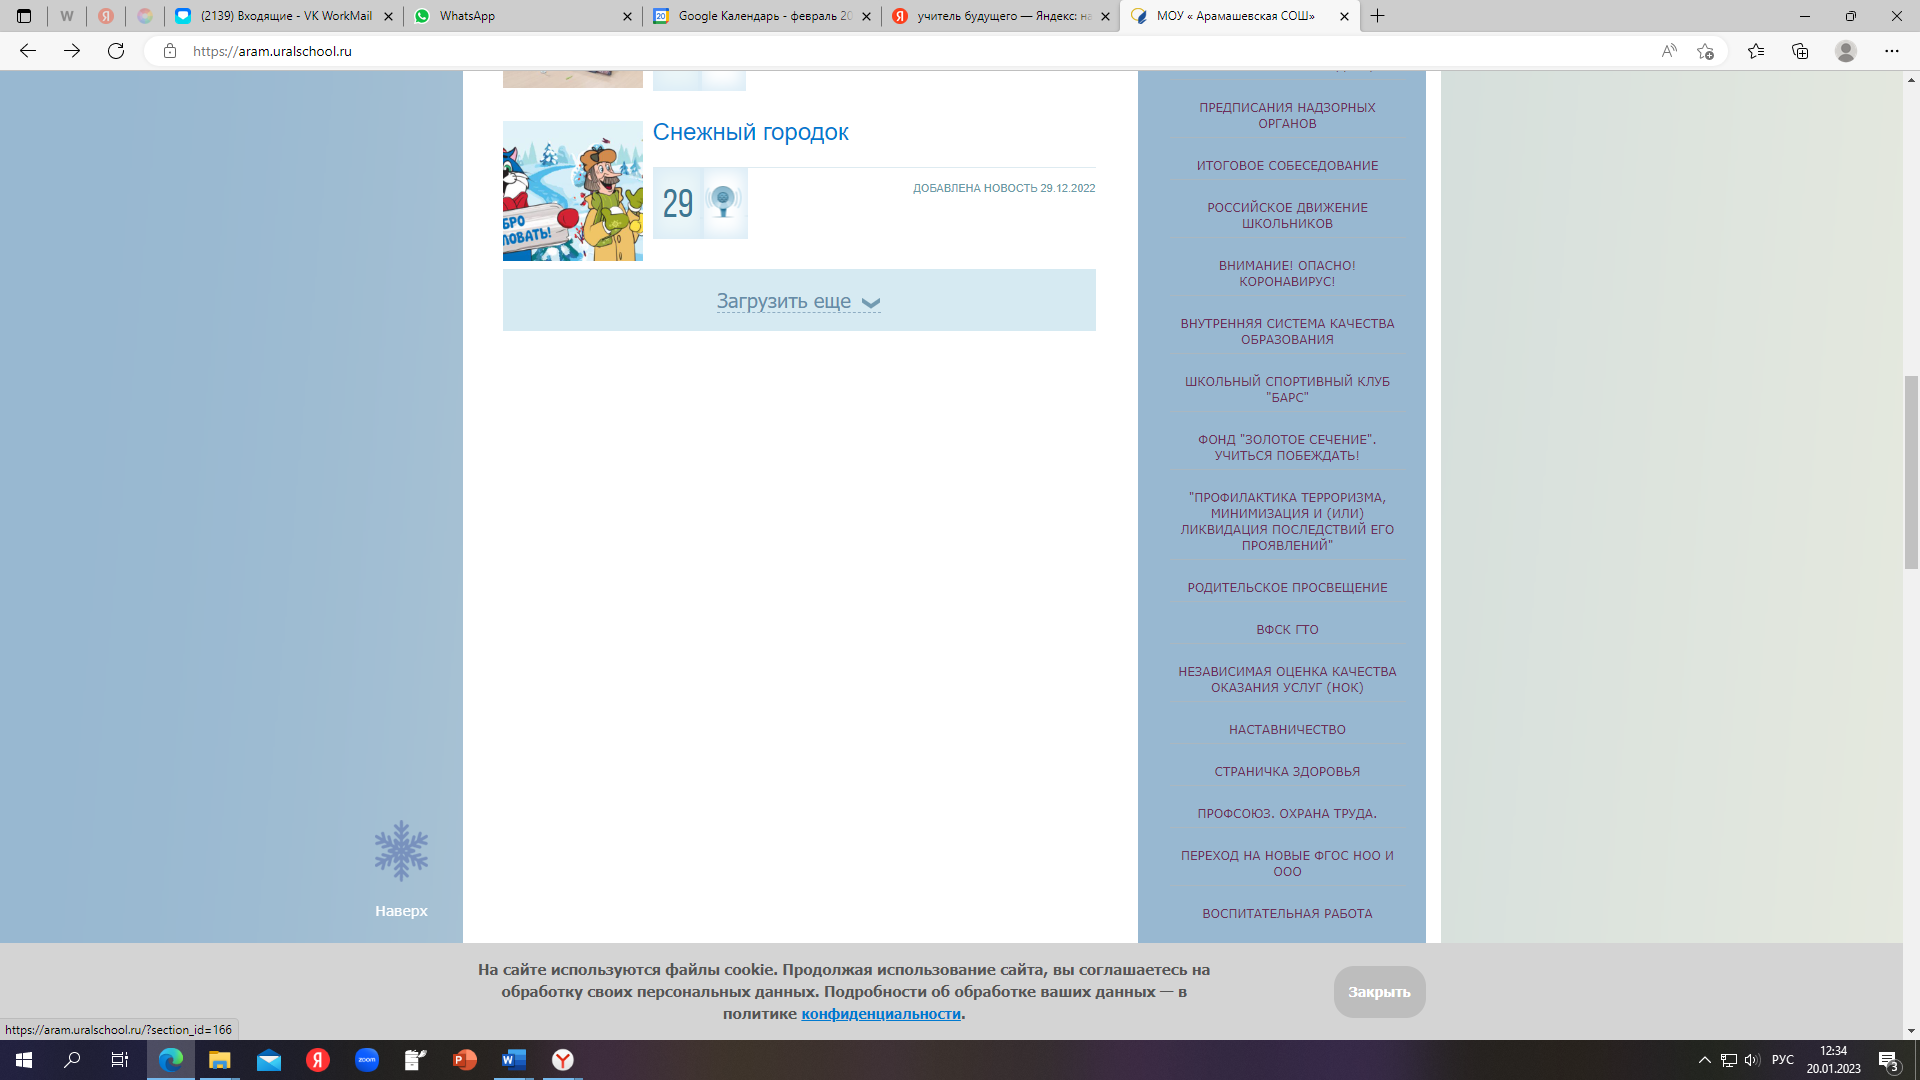 (2139) Входящие - VK WorkMail
WhatsApp
Google Календарь - февраль 20
учитель будущего — Яндекс: на
МОУ « Арамашевская СОШ»
https://aram.uralschool.ru
ПРЕДПИСАНИЯ НАДЗОРНЫХ
ОРГАНОВ
Снежный городок
ИТОГОВОЕ СОБЕСЕДОВАНИЕ
29
ДОБАВЛЕНА НОВОСТЬ 29.12.2022
БРО
ЛОВАТЬ!
РОССИЙСКОЕ ДВИЖЕНИЕ
ШКОЛЬНИКОВ
ВНИМАНИЕ! ОПАСНО!
КОРОНАВИРУС!
Загрузить еще
ВНУТРЕННЯЯ СИСТЕМА КАЧЕСТВА
ОБРАЗОВАНИЯ
ШКОЛЬНЫЙ СПОРТИВНЫЙ КЛУБ
"БАРС"
ФОНД "ЗОЛОТОЕ СЕЧЕНИЕ".
УЧИТЬСЯ ПОБЕЖДАТЬ!
"ПРОФИЛАКТИКА ТЕРРОРИЗМА,
МИНИМИЗАЦИЯ И (ИЛИ)
ЛИКВИДАЦИЯ ПОСЛЕДСТВИЙ ЕГО
ПРОЯВЛЕНИЙ"
РОДИТЕЛЬСКОЕ ПРОСВЕЩЕНИЕ
ВФСК ГТО
НЕЗАВИСИМАЯ ОЦЕНКА КАЧЕСТВА
ОКАЗАНИЯ УСЛУГ (НОК)
НАСТАВНИЧЕСТВО
СТРАНИЧКА ЗДОРОВЬЯ
ПРОФСОЮЗ. ОХРАНА ТРУДА.
ПЕРЕХОД НА НОВЫЕ ФГОС НОО И
ООО
ВОСПИТАТЕЛЬНАЯ РАБОТА
Наверх
На сайте используются файлы cookie. Продолжая использование сайта, вы соглашаетесь на
обработку своих персональных данных. Подробности об обработке ваших данных — в
политике конфиденциальности.
Закрыть
https://aram.uralschool.ru/?section_id=166
zoom
РУС
12:34
20.01.2023
3